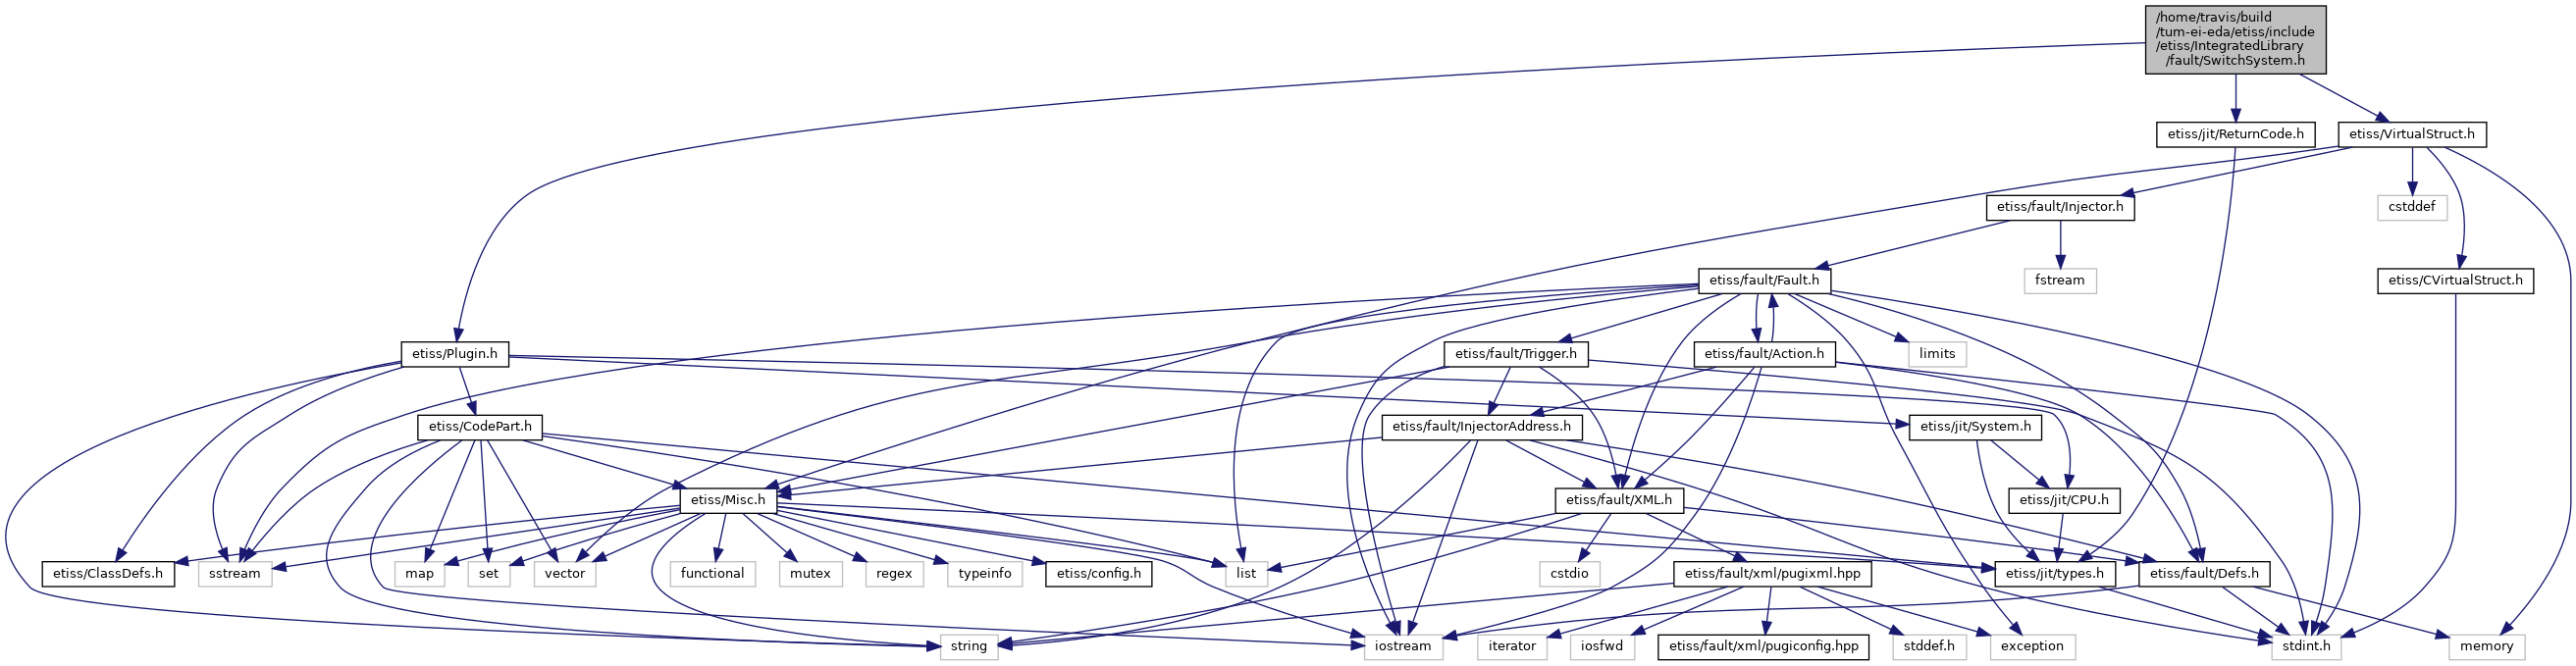 /home/travis/build
/tum-ei-eda/etiss/include
/etiss/IntegratedLibrary
/fault/SwitchSystem.h
etiss/jit/ReturnCode.h
etiss/VirtualStruct.h
etiss/fault/Injector.h
cstddef
etiss/fault/Fault.h
fstream
etiss/CVirtualStruct.h
etiss/Plugin.h
etiss/fault/Trigger.h
etiss/fault/Action.h
limits
etiss/CodePart.h
etiss/fault/InjectorAddress.h
etiss/jit/System.h
etiss/Misc.h
etiss/fault/XML.h
etiss/jit/CPU.h
etiss/ClassDefs.h
sstream
map
set
vector
functional
mutex
regex
typeinfo
etiss/config.h
list
cstdio
etiss/fault/xml/pugixml.hpp
etiss/jit/types.h
etiss/fault/Defs.h
string
iostream
iterator
iosfwd
etiss/fault/xml/pugiconfig.hpp
stddef.h
exception
stdint.h
memory